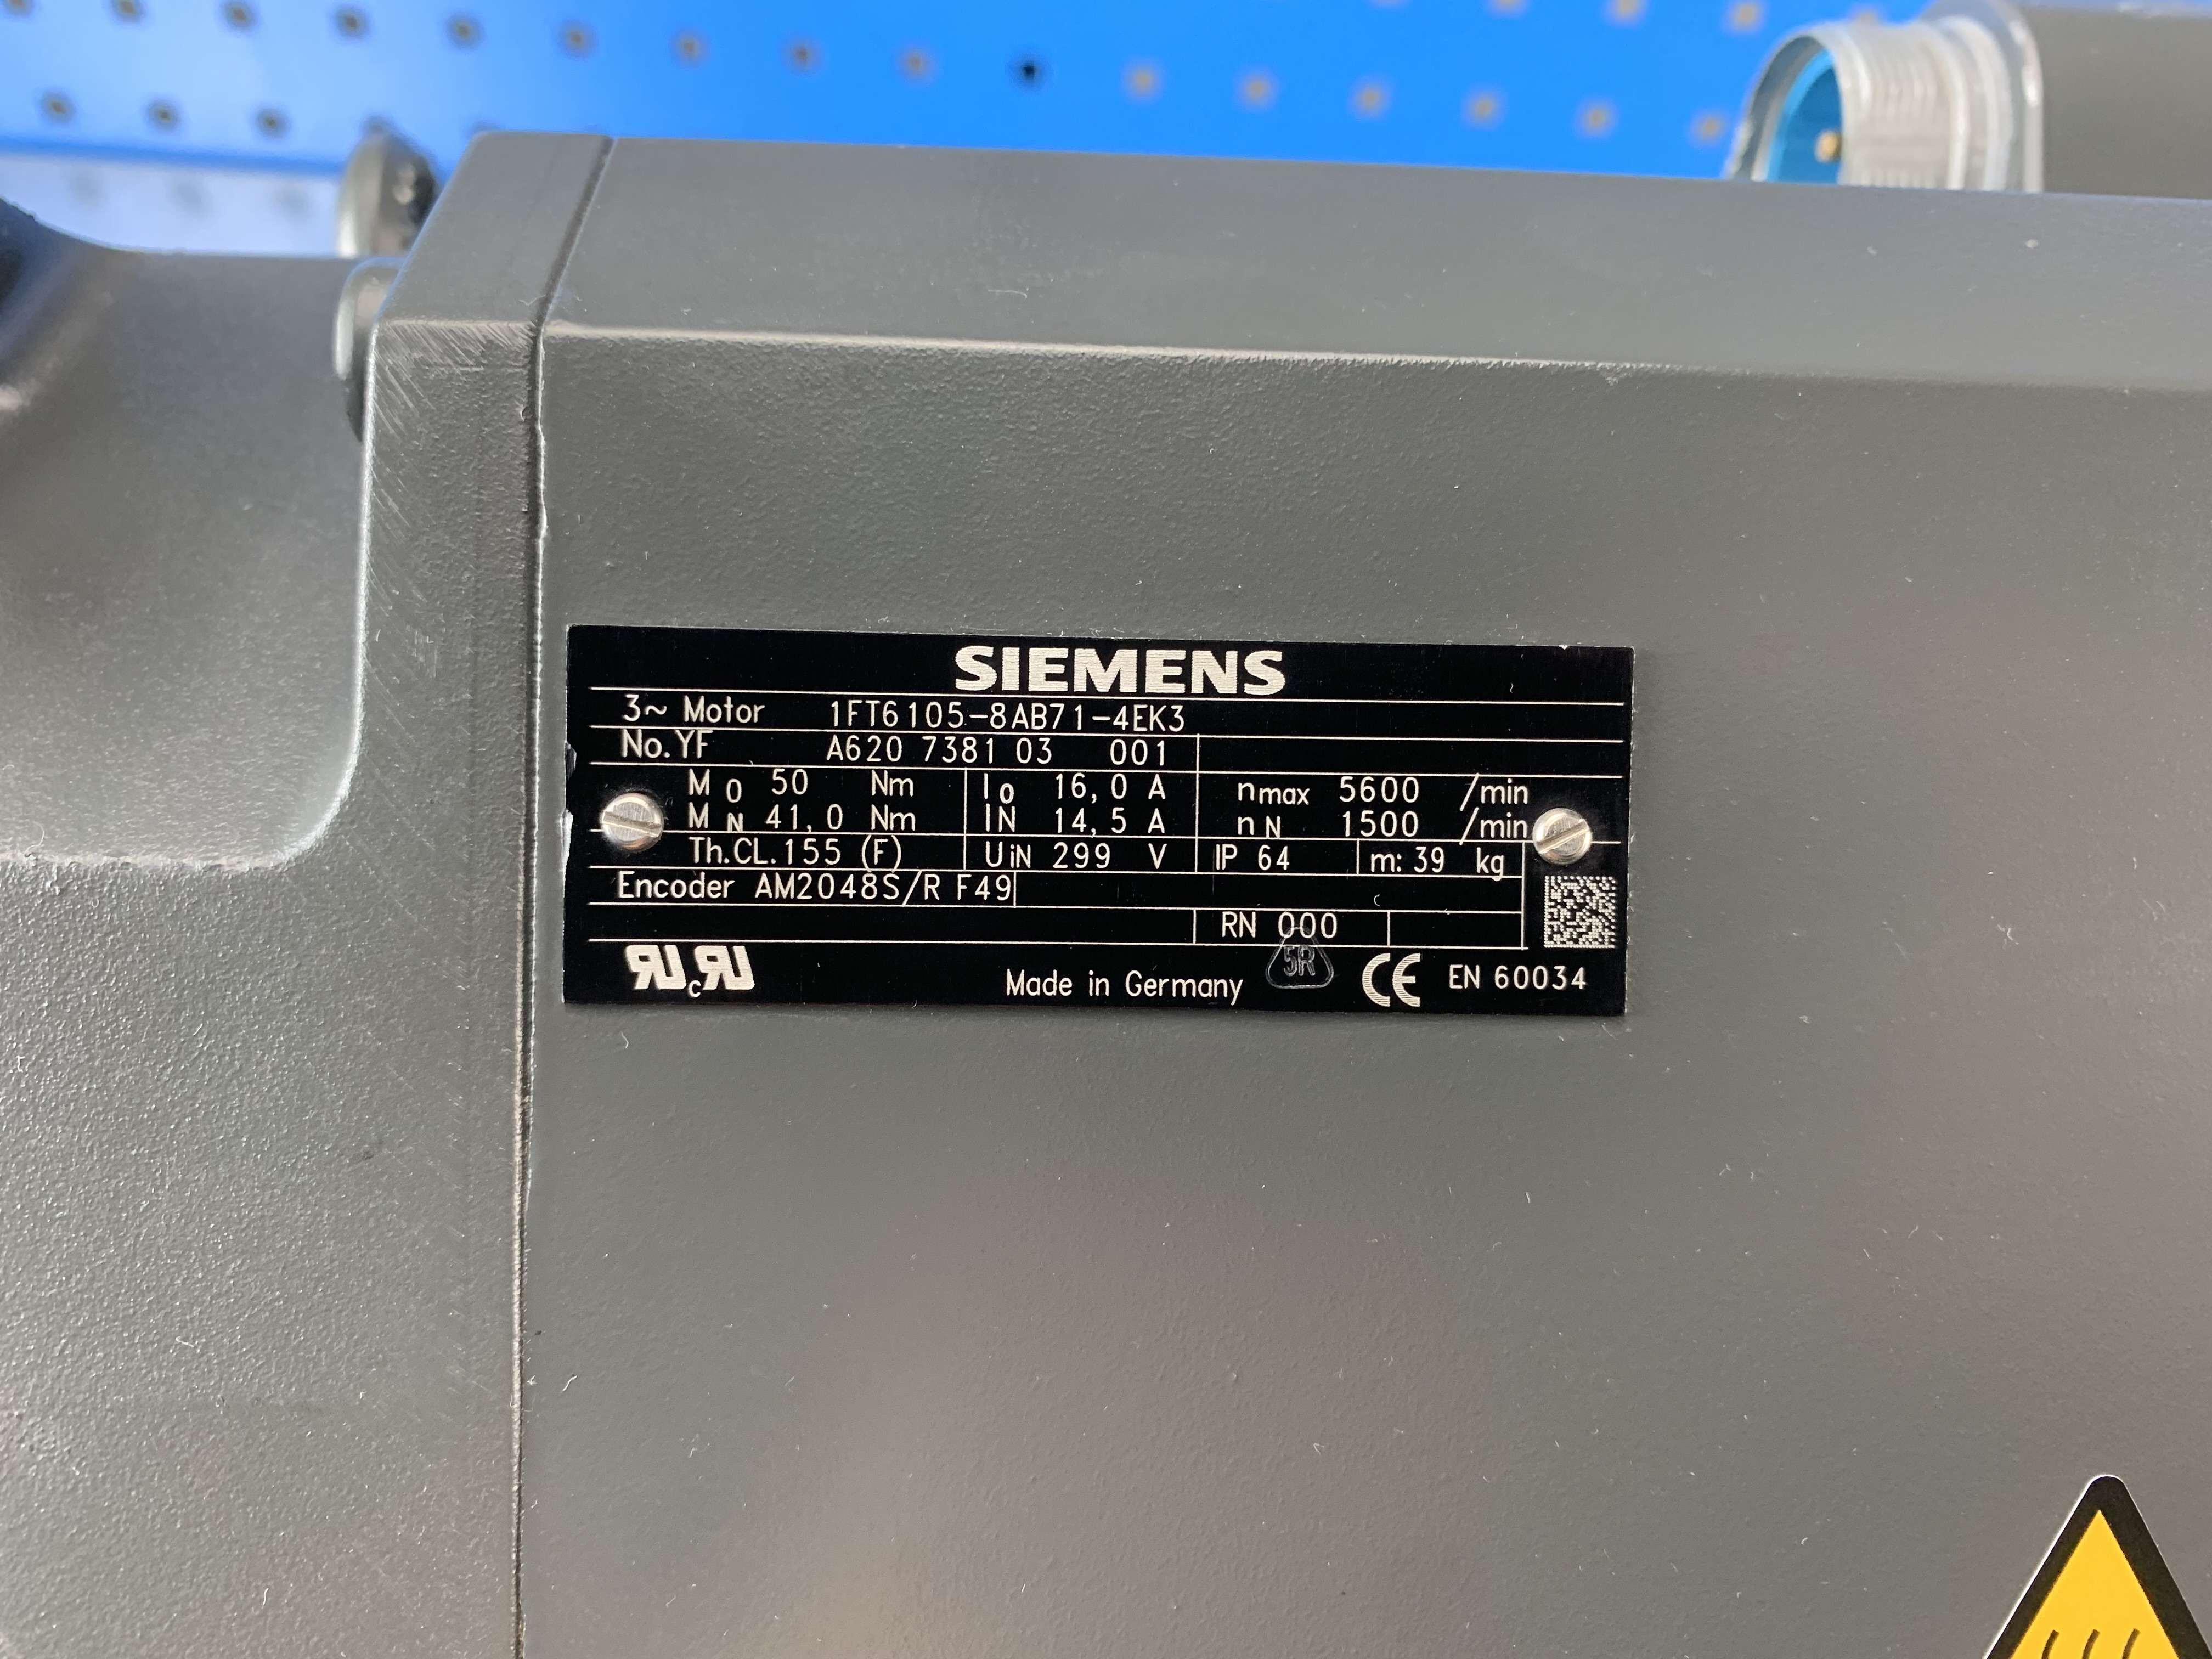 SIEMENS
3~ Motor 1FT6105-8AB71-4EK3
No.YF A620 7381 03 001
M0 50 Nm I0 16,0 A nmax 5600 /min
MN 41,0 Nm IN 14,5 A nN 1500 /min
Th.CL.155 (F) UiN 299 V IP 64 m: 39 kg
Encoder AM2048S/R F49
RN 000
RU cRU Made in Germany 5R CE EN 60034